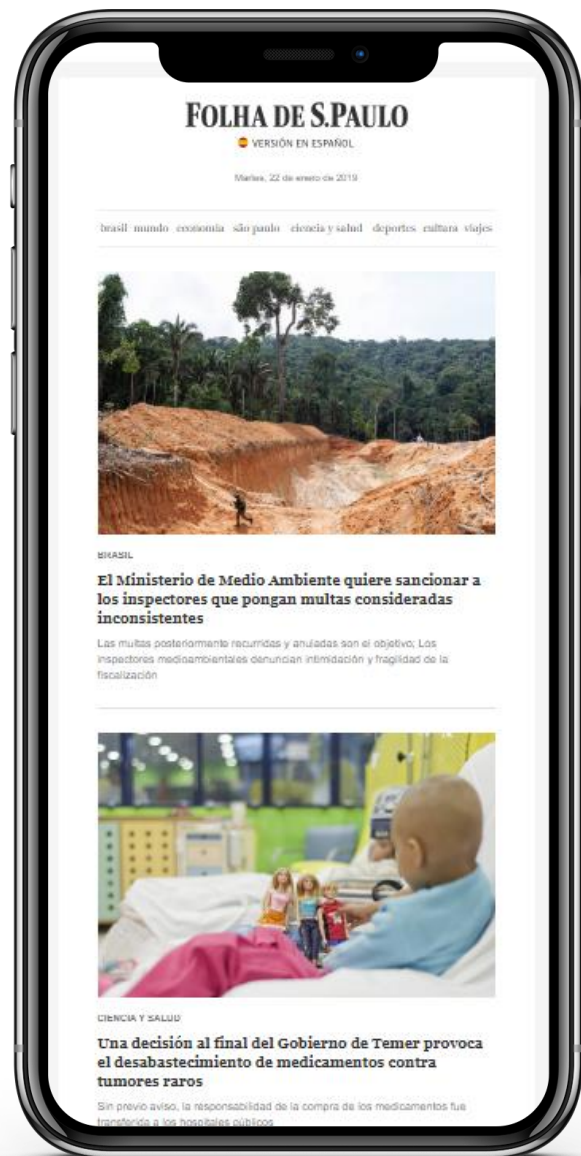 FOLHA DE S.PAULO
VERSIÓN EN ESPAÑOL
Martes, 22 de enero de 2019
brasil mundo economía são paulo ciencia y salud deportes cultura viajes
BRASIL
El Ministerio de Medio Ambiente quiere sancionar a
los inspectores que pongan multas consideradas
inconsistentes
Las multas posteriormente recurridas y anuladas son el objetivo; Los
inspectores medioambientales denuncian intimidación y fragilidad de la
fiscalización
CIENCIA Y SALUD
Una decisión al final del Gobierno de Temer provoca
el desabastecimiento de medicamentos contra
tumores raros
Sin previo aviso, la responsabilidad de la compra de los medicamentos fue
transferida a los hospitales públicos